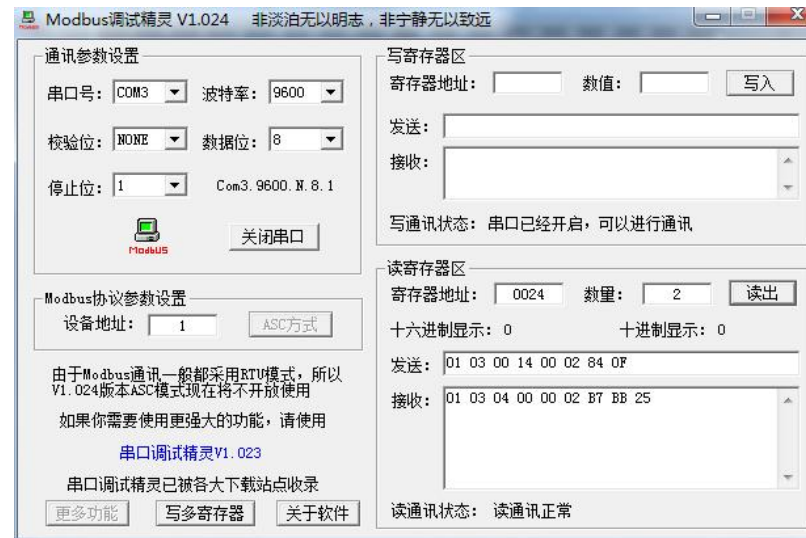 Modbus调试精灵 V1.024 非淡泊无以明志，非宁静无以致远
通讯参数设置
串口号： COM3 波特率： 9600
校验位： NONE 数据位： 8
停止位： 1 Com3.9600.N.8.1
Modbus
关闭串口
Modbus协议参数设置
设备地址： 1 ASC方式
由于Modbus通讯一般都采用RTU模式，所以
V1.024版本ASC模式现在将不开放使用
如果你需要使用更强大的功能，请使用
串口调试精灵V1.023
串口调试精灵已被各大下载站点收录
更多功能 写多寄存器 关于软件
写寄存器区
寄存器地址： 数值： 写入
发送：
接收：
写通讯状态： 串口已经开启，可以进行通讯
读寄存器区
寄存器地址： 0024 数量： 2 读出
十六进制显示： 0 十进制显示： 0
发送： 01 03 00 14 00 02 84 0F
接收： 01 03 04 00 00 02 B7 BB 25
读通讯状态： 读通讯正常